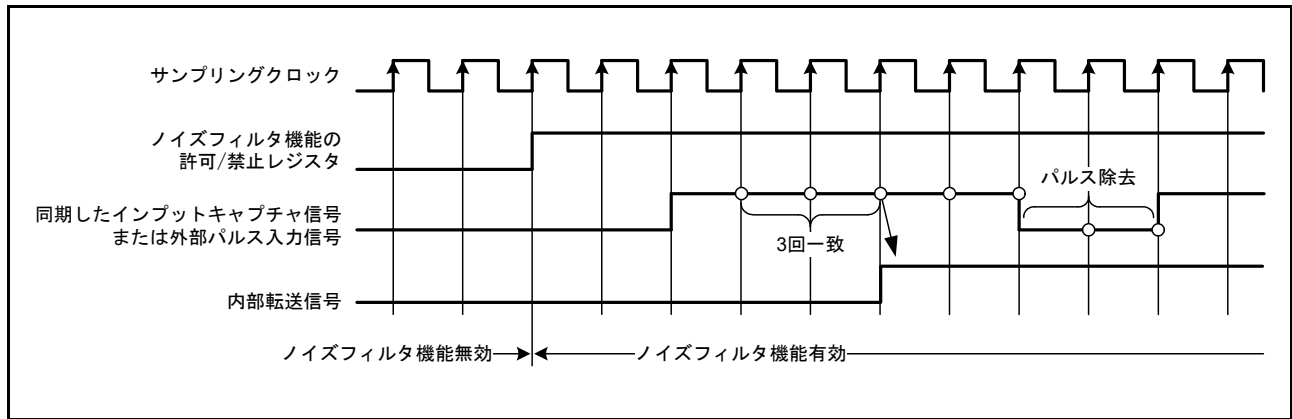 サンプリングクロック
ノイズフィルタ機能の
許可/禁止レジスタ
パルス除去
同期したインプットキャプチャ信号
または外部パルス入力信号
3回一致
内部転送信号
ノイズフィルタ機能無効
ノイズフィルタ機能有効